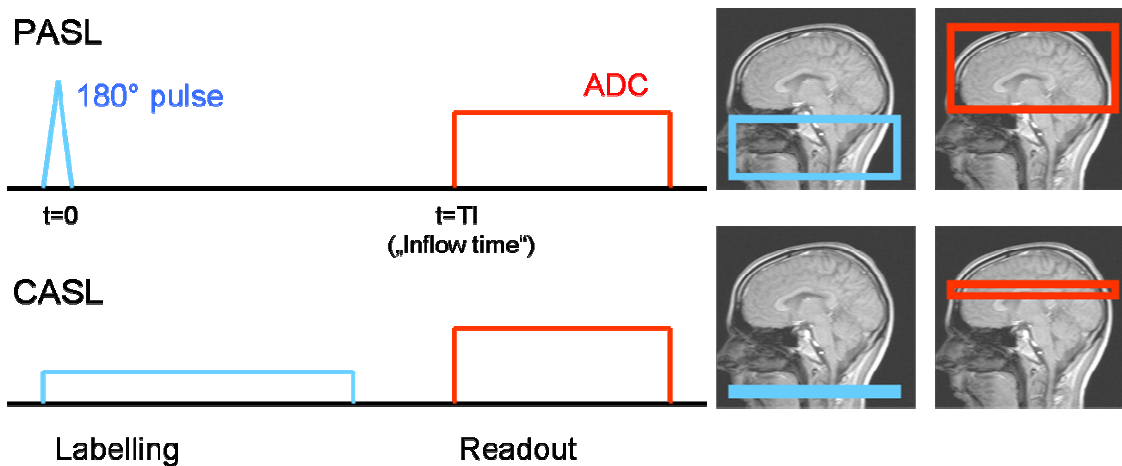 PASL
180° pulse
ADC
t=0
t=TI
(„Inflow time“)
CASL
Labelling
Readout